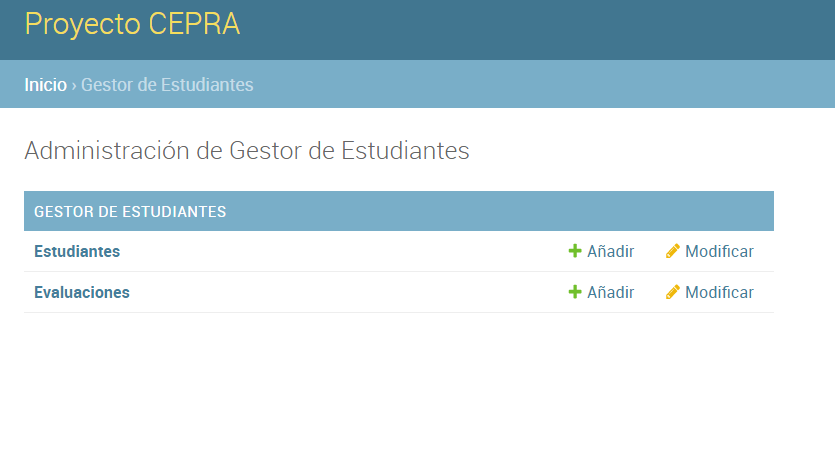 Proyecto CEPRA
Inicio › Gestor de Estudiantes
Administración de Gestor de Estudiantes
GESTOR DE ESTUDIANTES
Estudiantes Añadir Modificar
Evaluaciones Añadir Modificar